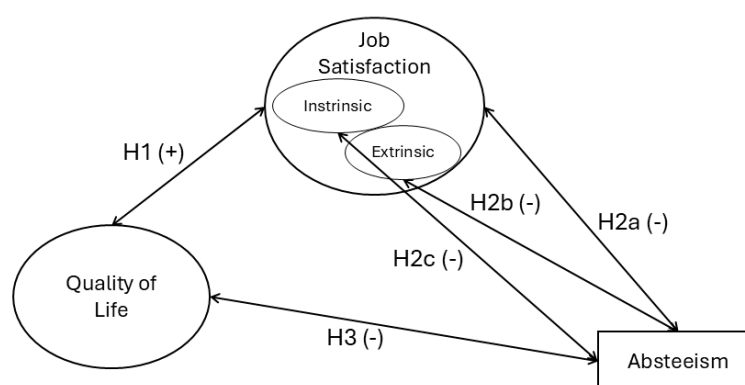 Job
Satisfaction
Instrinsic
Extrinsic
H1 (+)
H2b (-)
H2a (-)
H2c (-)
Quality of
Life
H3 (-)
Absteeism